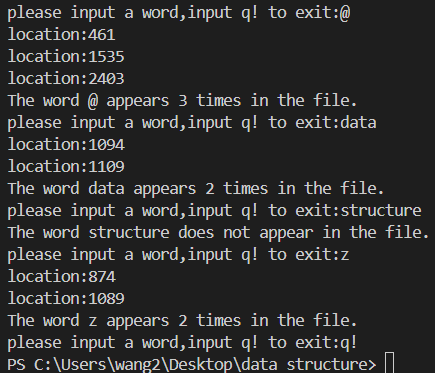 please input a word,input q! to exit:@
location:461
location:1535
location:2403
The word @ appears 3 times in the file.
please input a word,input q! to exit:data
location:1094
location:1109
The word data appears 2 times in the file.
please input a word,input q! to exit:structure
The word structure does not appear in the file.
please input a word,input q! to exit:z
location:874
location:1089
The word z appears 2 times in the file.
please input a word,input q! to exit:q!
PS C:\Users\wang2\Desktop\data structure>